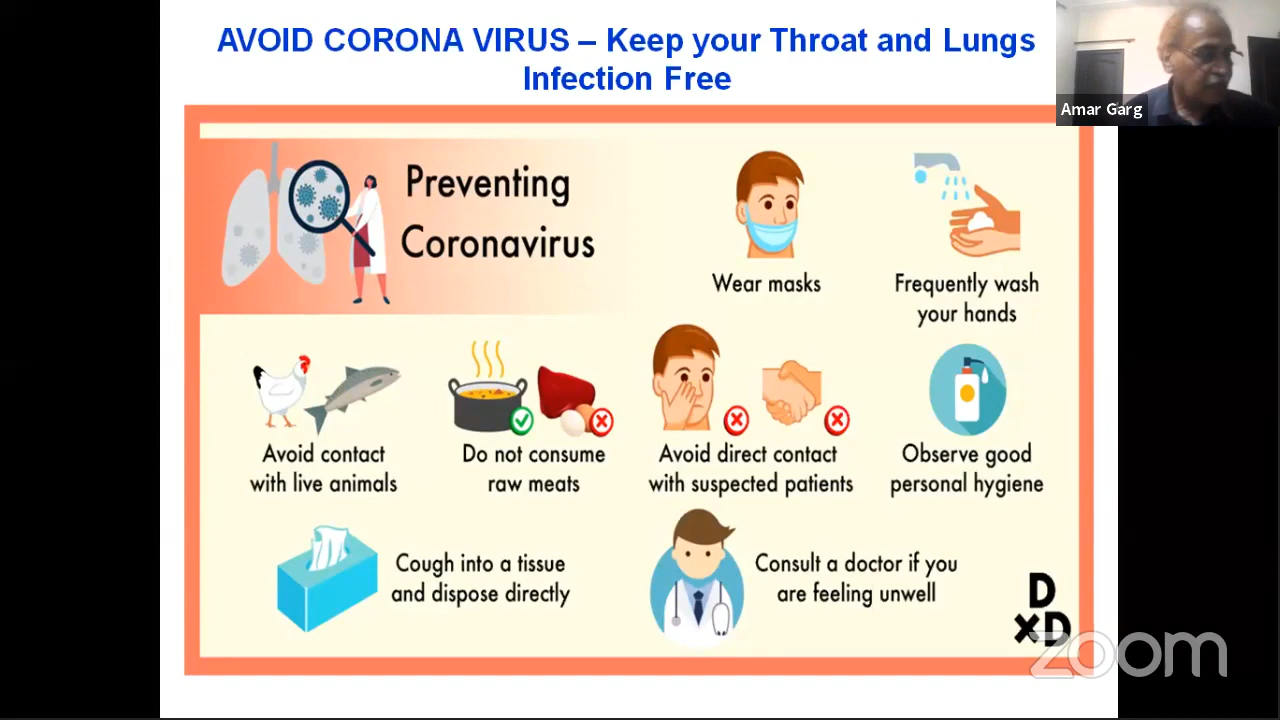 AVOID CORONA VIRUS – Keep your Throat and Lungs
Infection Free
Amar Garg
Preventing
Coronavirus
Wear masks
Frequently wash
your hands
Avoid contact
with live animals
Do not consume
raw meats
Avoid direct contact
with suspected patients
Observe good
personal hygiene
Cough into a tissue
and dispose directly
Consult a doctor if you
are feeling unwell
D
xD
zoom